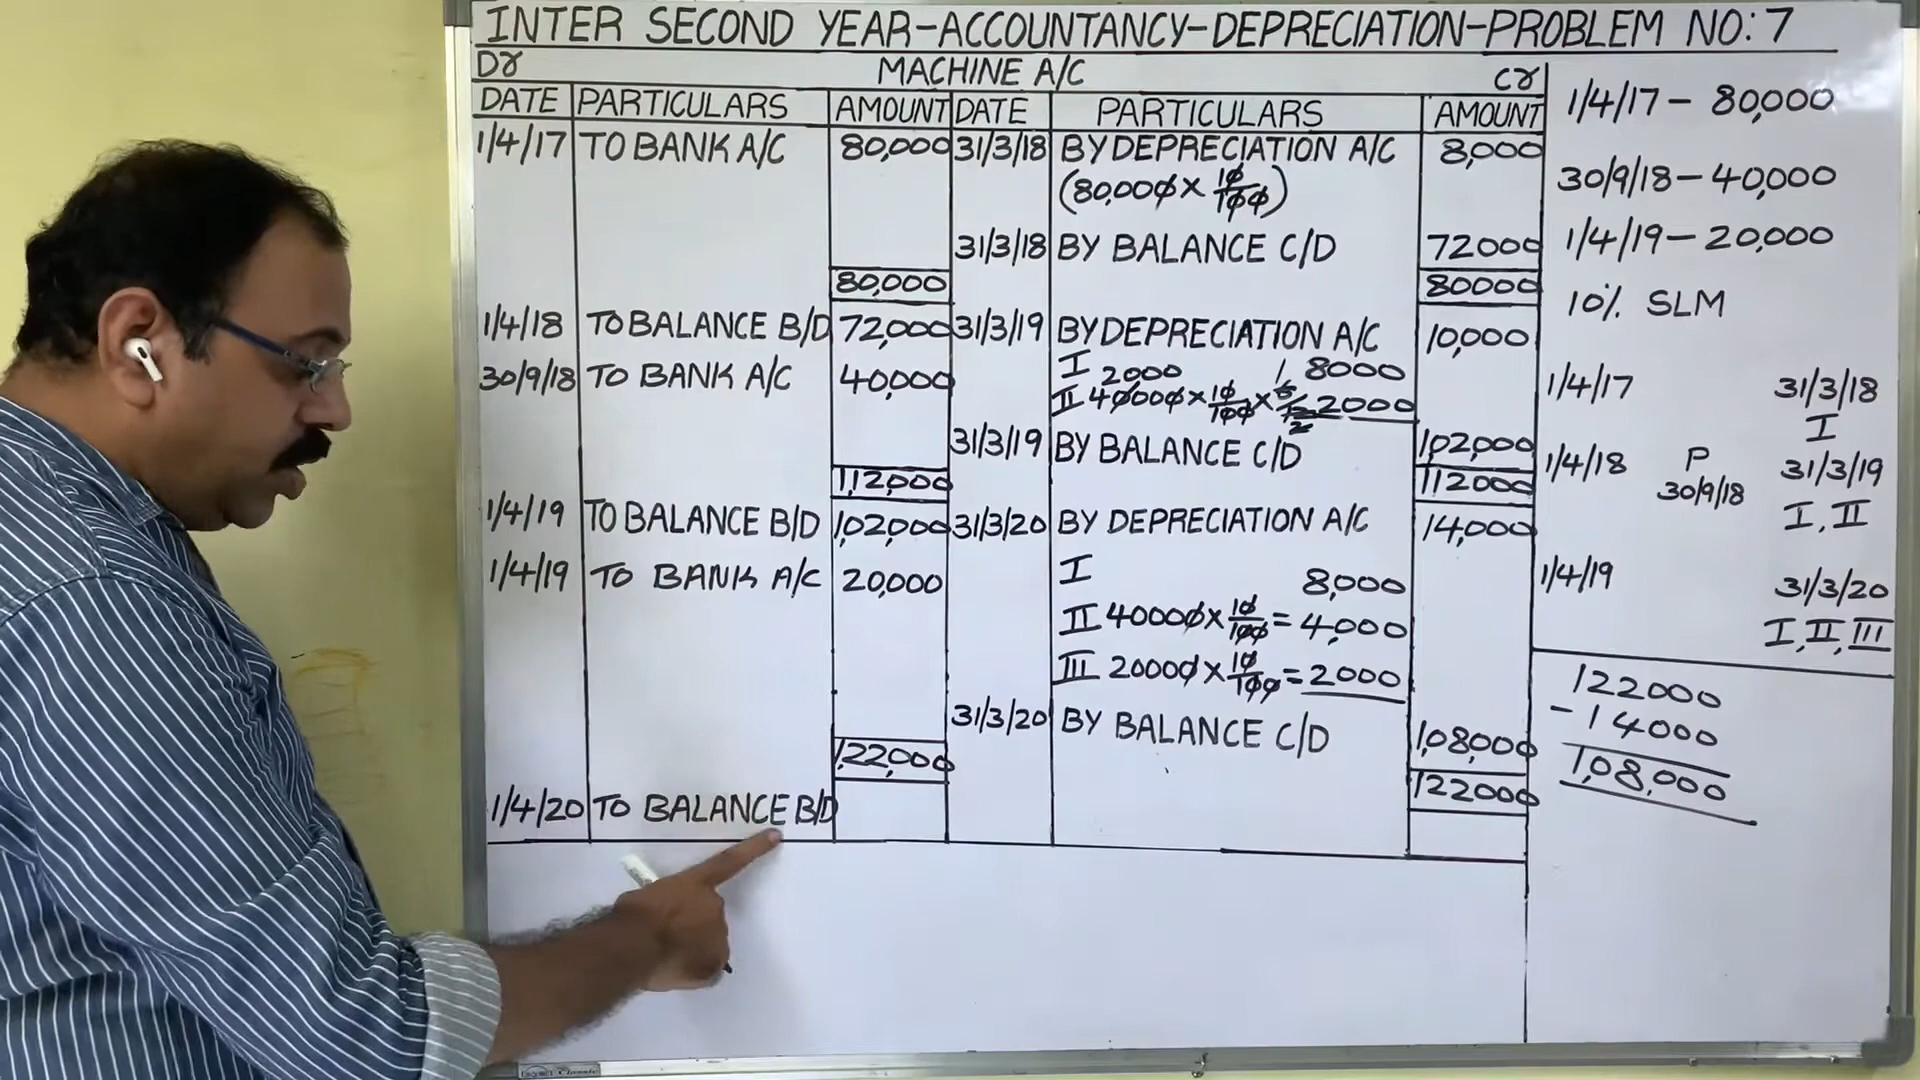 INTER SECOND YEAR-ACCOUNTANCY-DEPRECIATION-PROBLEM NO: 7
Dr MACHINE A/C Cr
DATE PARTICULARS AMOUNT DATE PARTICULARS AMOUNT
1/4/17 TO BANK A/C 80,000 31/3/18 BY DEPRECIATION A/C 8,000
(80,000 × 10/100)
31/3/18 BY BALANCE C/D 72000
80,000 80000
1/4/18 TO BALANCE B/D 72,000 31/3/19 BY DEPRECIATION A/C 10,000
30/9/18 TO BANK A/C 40,000 I 8000
2000 1
II 40000 × 10/100 × 6/12 2000
2
31/3/19 BY BALANCE C/D 1,02,000
1,12,000 112000
1/4/19 TO BALANCE B/D 1,02,000 31/3/20 BY DEPRECIATION A/C 14,000
1/4/19 TO BANK A/C 20,000 I 8,000
II 40000 × 10/100 = 4,000
III 20000 × 10/100 = 2000
31/3/20 BY BALANCE C/D 1,08,000
1,22,000 122000
1/4/20 TO BALANCE B/D
1/4/17 - 80,000
30/9/18 - 40,000
1/4/19 - 20,000
10% SLM
1/4/17 31/3/18
I
1/4/18 P 31/3/19
30/9/18
I, II
1/4/19 31/3/20
I, II, III
122000
- 14000
1,08,000